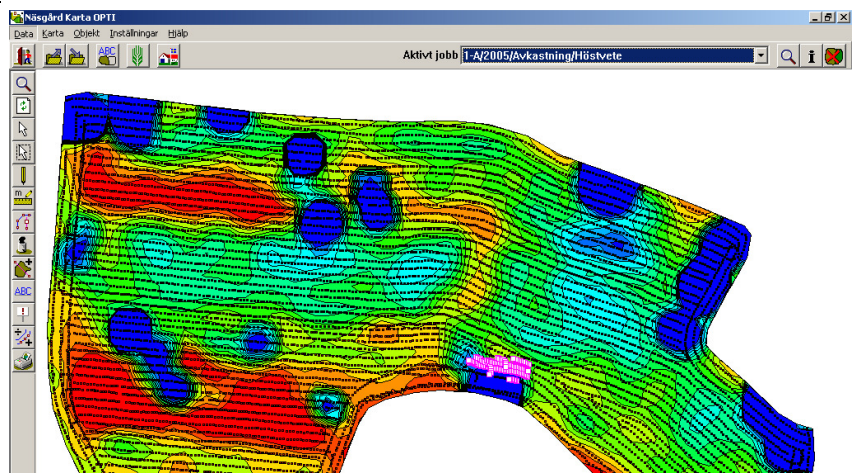 Näsgård Karta OPTI
Data Karta Objekt Inställningar Hjälp
ABC
Aktivt jobb 1-A/2005/Avkastning/Höstvete
i
m
ABC